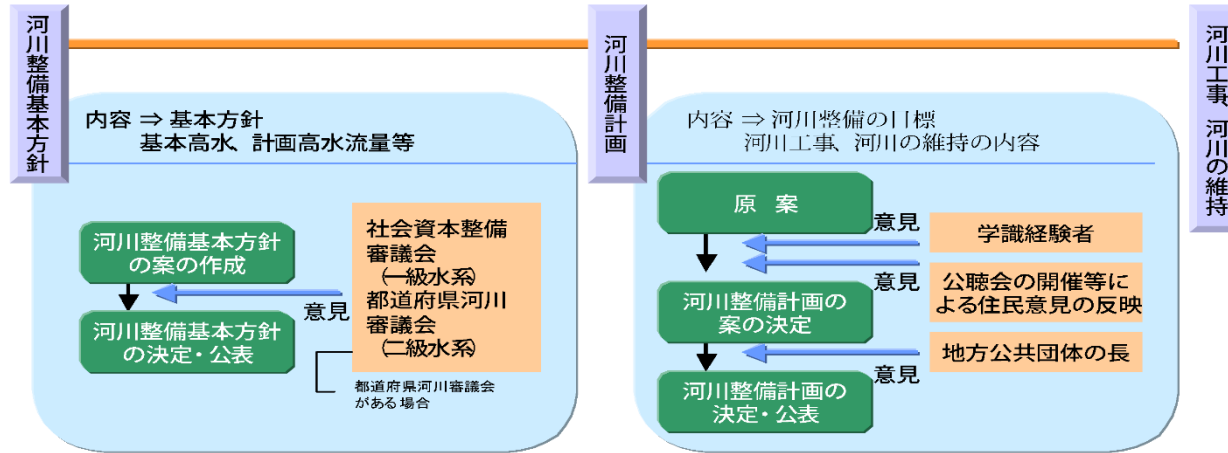 河川整備基本方針
内容 ⇒ 基本方針
基本高水、計画高水流量等
河川整備基本方針
の案の作成
意見
社会資本整備
審議会
(一級水系)
都道府県河川
審議会
(二級水系)
河川整備基本方針
の決定・公表
都道府県河川審議会
がある場合
河川整備計画
内容 ⇒ 河川整備の目標
河川工事、河川の維持の内容
原 案
意見
学識経験者
意見
公聴会の開催等に
よる住民意見の反映
河川整備計画の
案の決定
意見
地方公共団体の長
河川整備計画の
決定・公表
河川工事、河川の維持